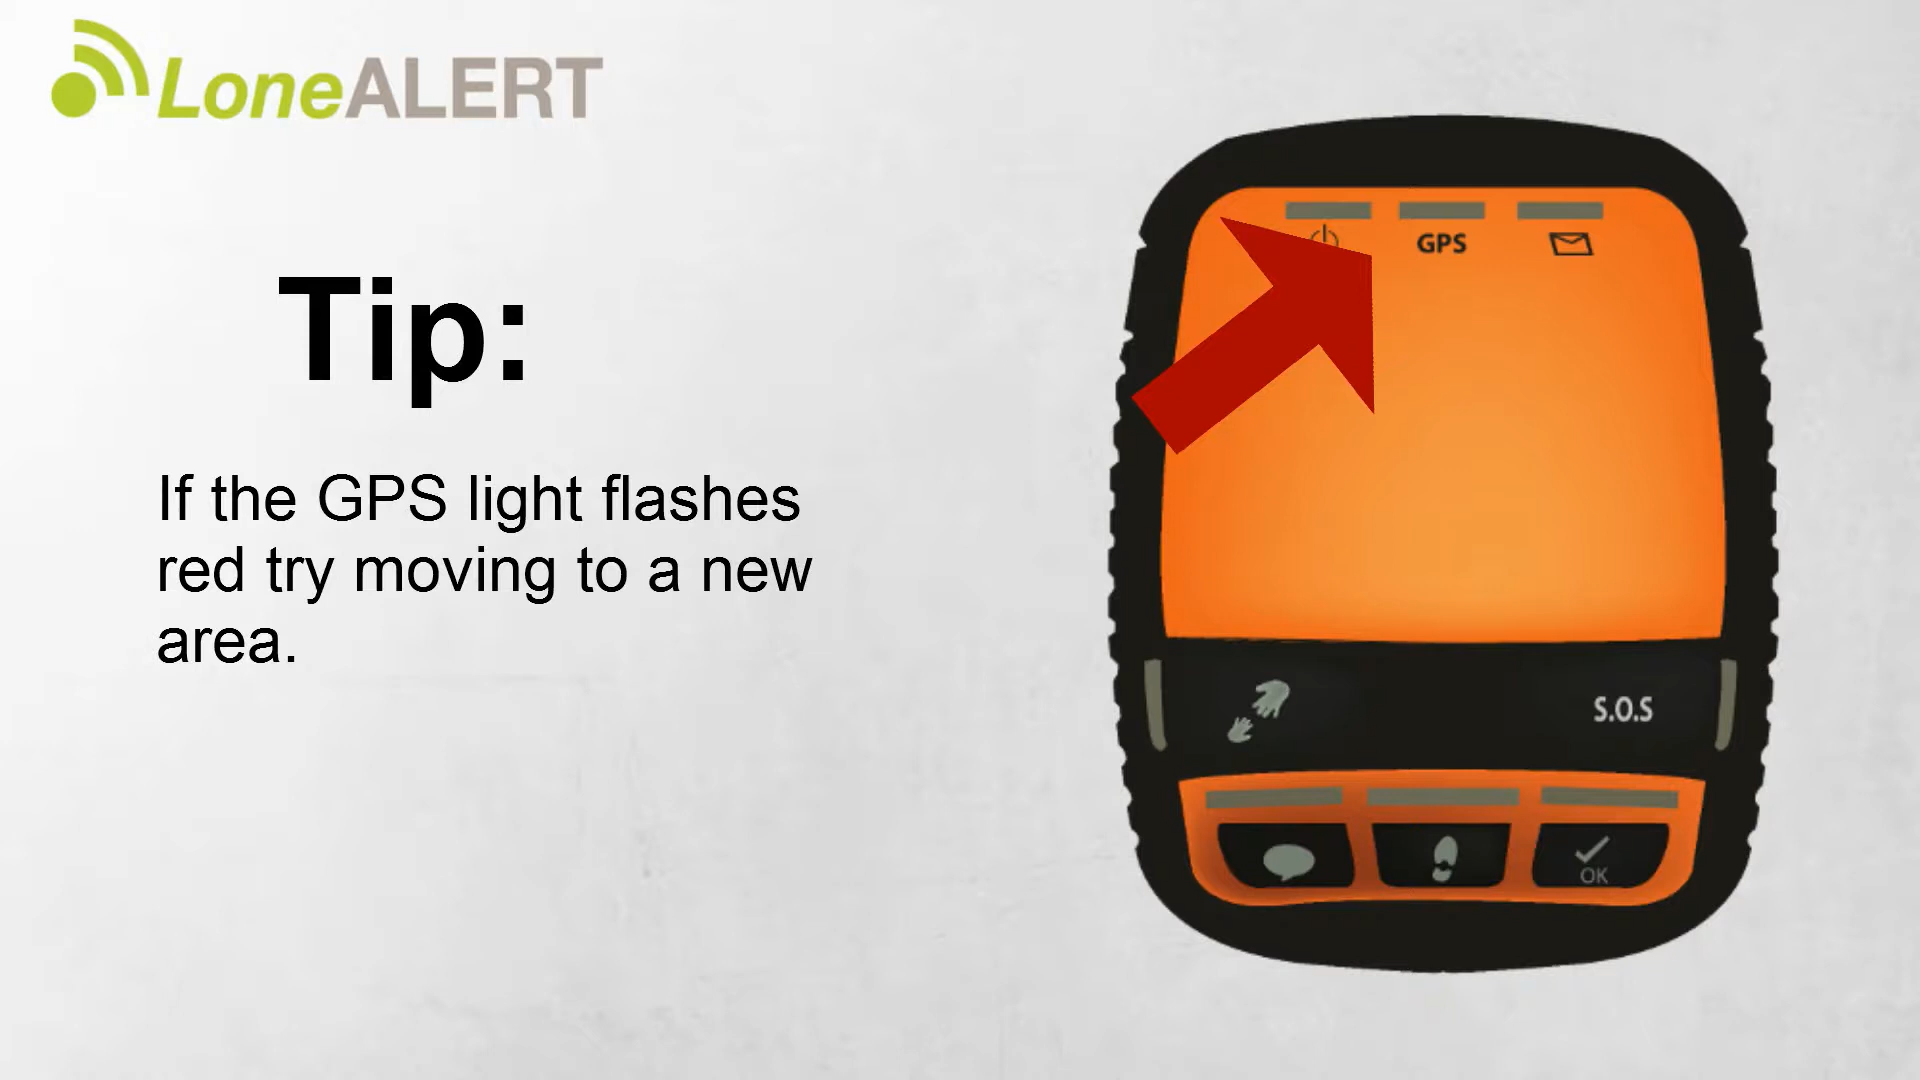 LoneALERT
Tip:
If the GPS light flashes
red try moving to a new
area.
GPS
S.O.S
OK